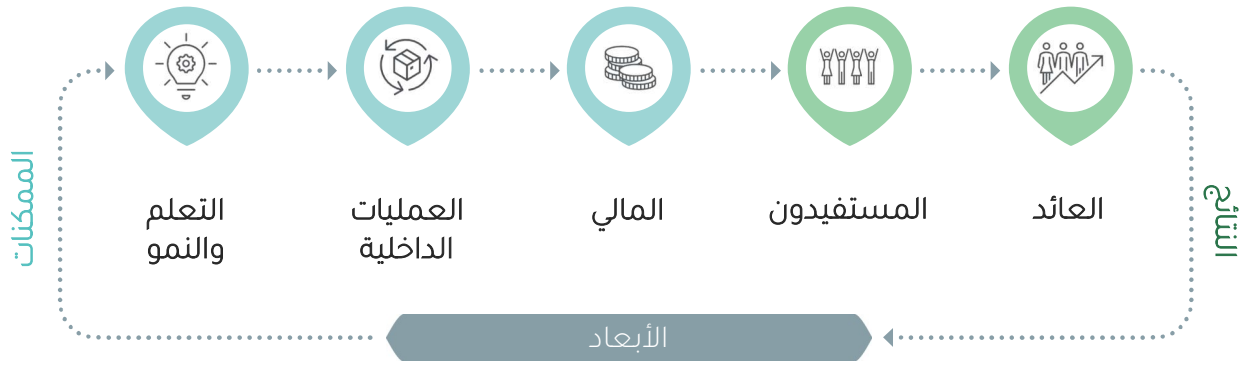 الممكنات
التعلم
والنمو
العمليات
الداخلية
المالي
المستفيدون
العائد
النتائج
الأبعاد